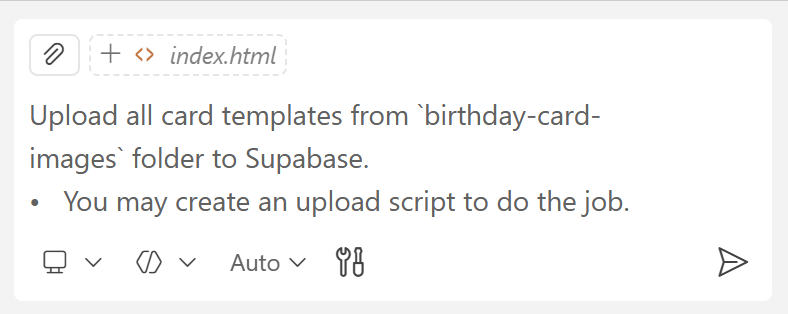 index.html
Upload all card templates from `birthday-card-
images` folder to Supabase.
• You may create an upload script to do the job.
Auto